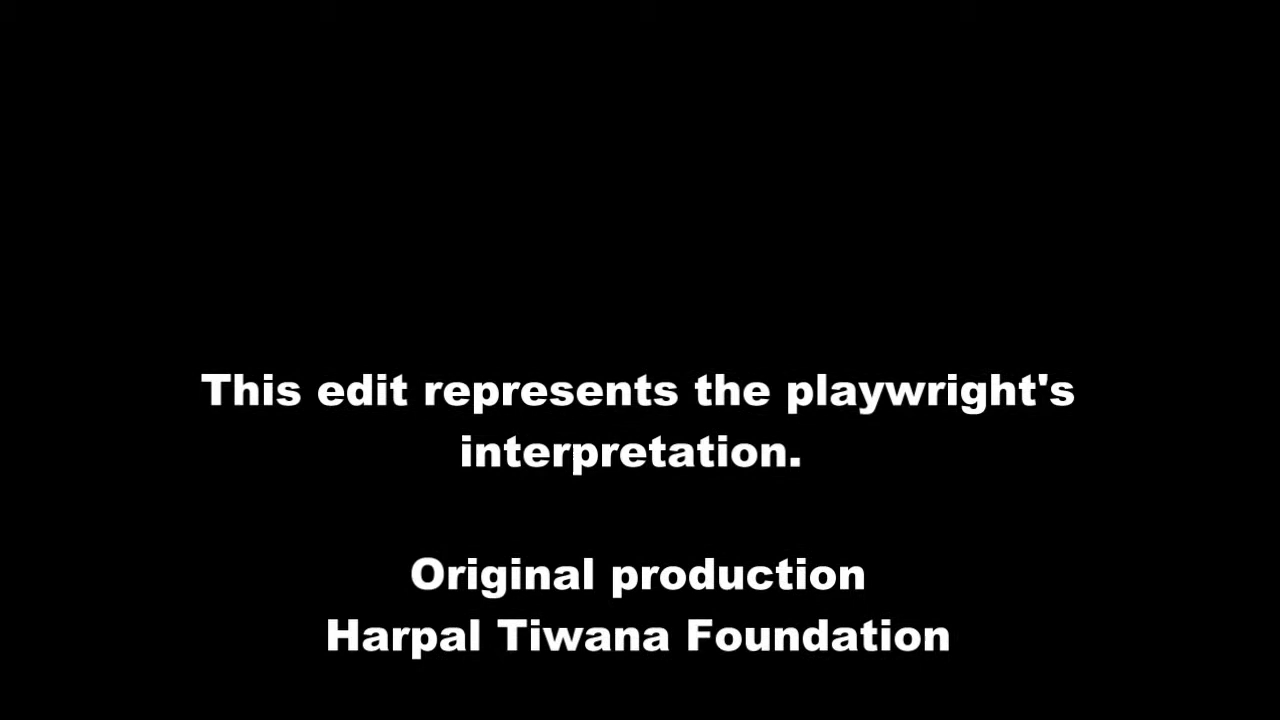 This edit represents the playwright's
interpretation.
Original production
Harpal Tiwana Foundation